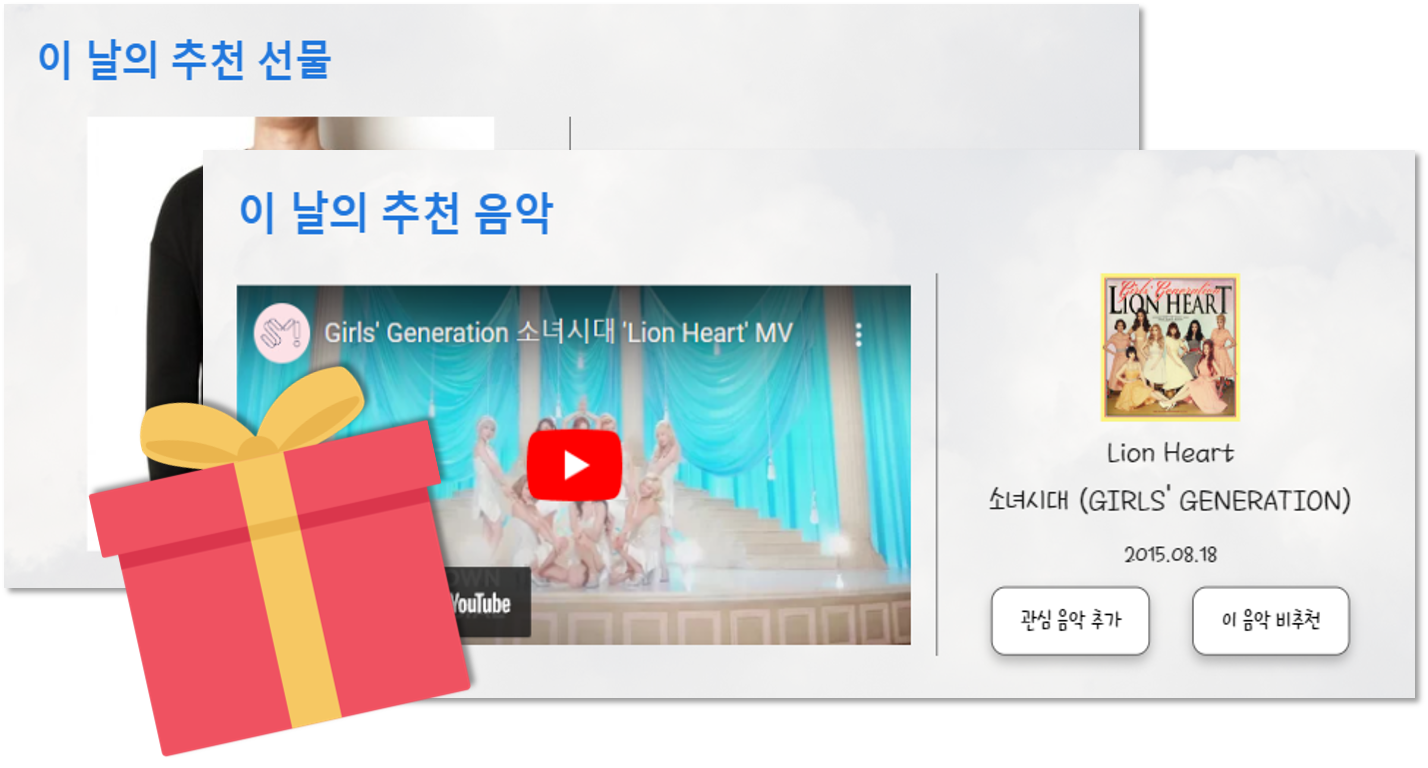 이 날의 추천 선물
이 날의 추천 음악
Girls' Generation 소녀시대 'Lion Heart' MV
YouTube
Girls' Generation
LION HEART
Lion Heart
소녀시대 (GIRLS' GENERATION)
2015.08.18
관심 음악 추가
이 음악 비추천